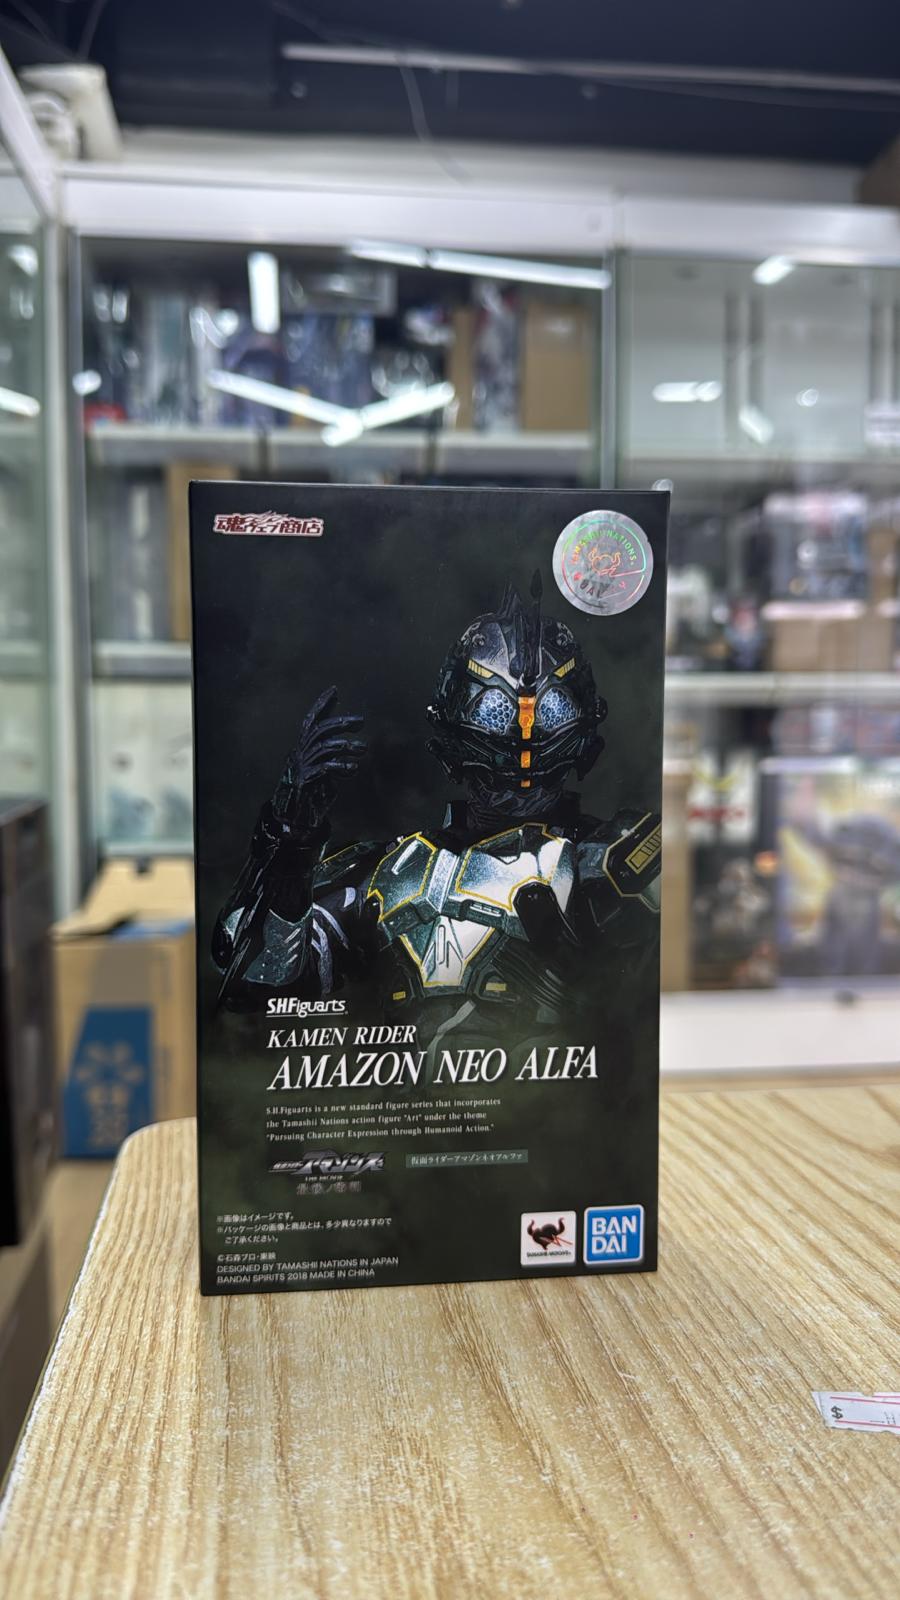 魂ウェブ商店
TAMASHII NATIONS
S.H.Figuarts
KAMEN RIDER
AMAZON NEO ALFA
S.H.Figuarts is a new standard figure series that incorporates
the Tamashii Nations action figure "Art" under the theme
"Pursuing Character Expression through Humanoid Action."
仮面ライダーアマゾンズ
THE MOVIE
最後ノ審判
仮面ライダーアマゾンネオアルファ
※画像はイメージです。
※パッケージの画像と商品とは、多少異なりますので
ご了承ください。
©石森プロ・東映
DESIGNED BY TAMASHII NATIONS IN JAPAN
BANDAI SPIRITS 2018 MADE IN CHINA
TAMASHII NATIONS
BAN
DAI